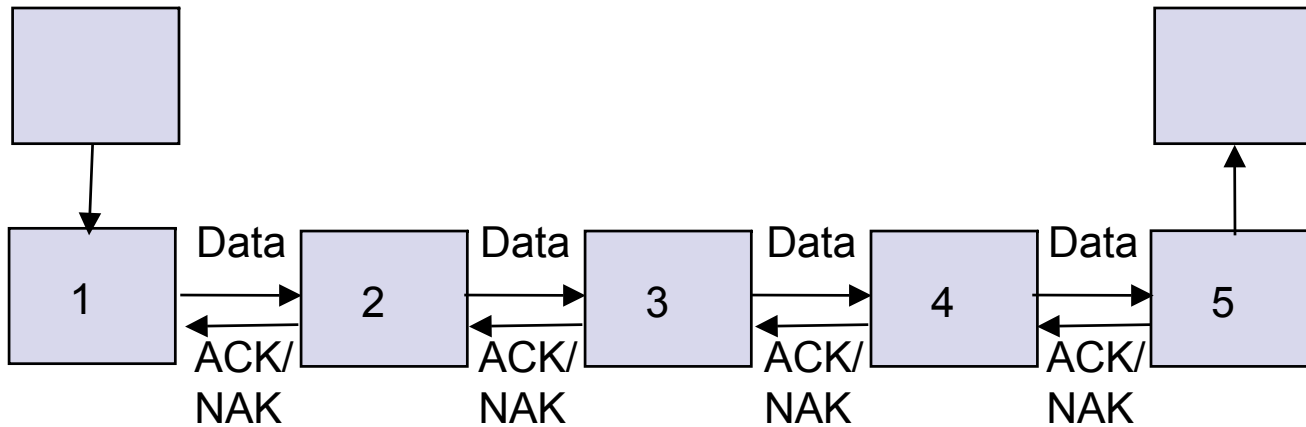 Data Data Data Data
1 2 3 4 5
ACK/ ACK/ ACK/ ACK/
NAK NAK NAK NAK